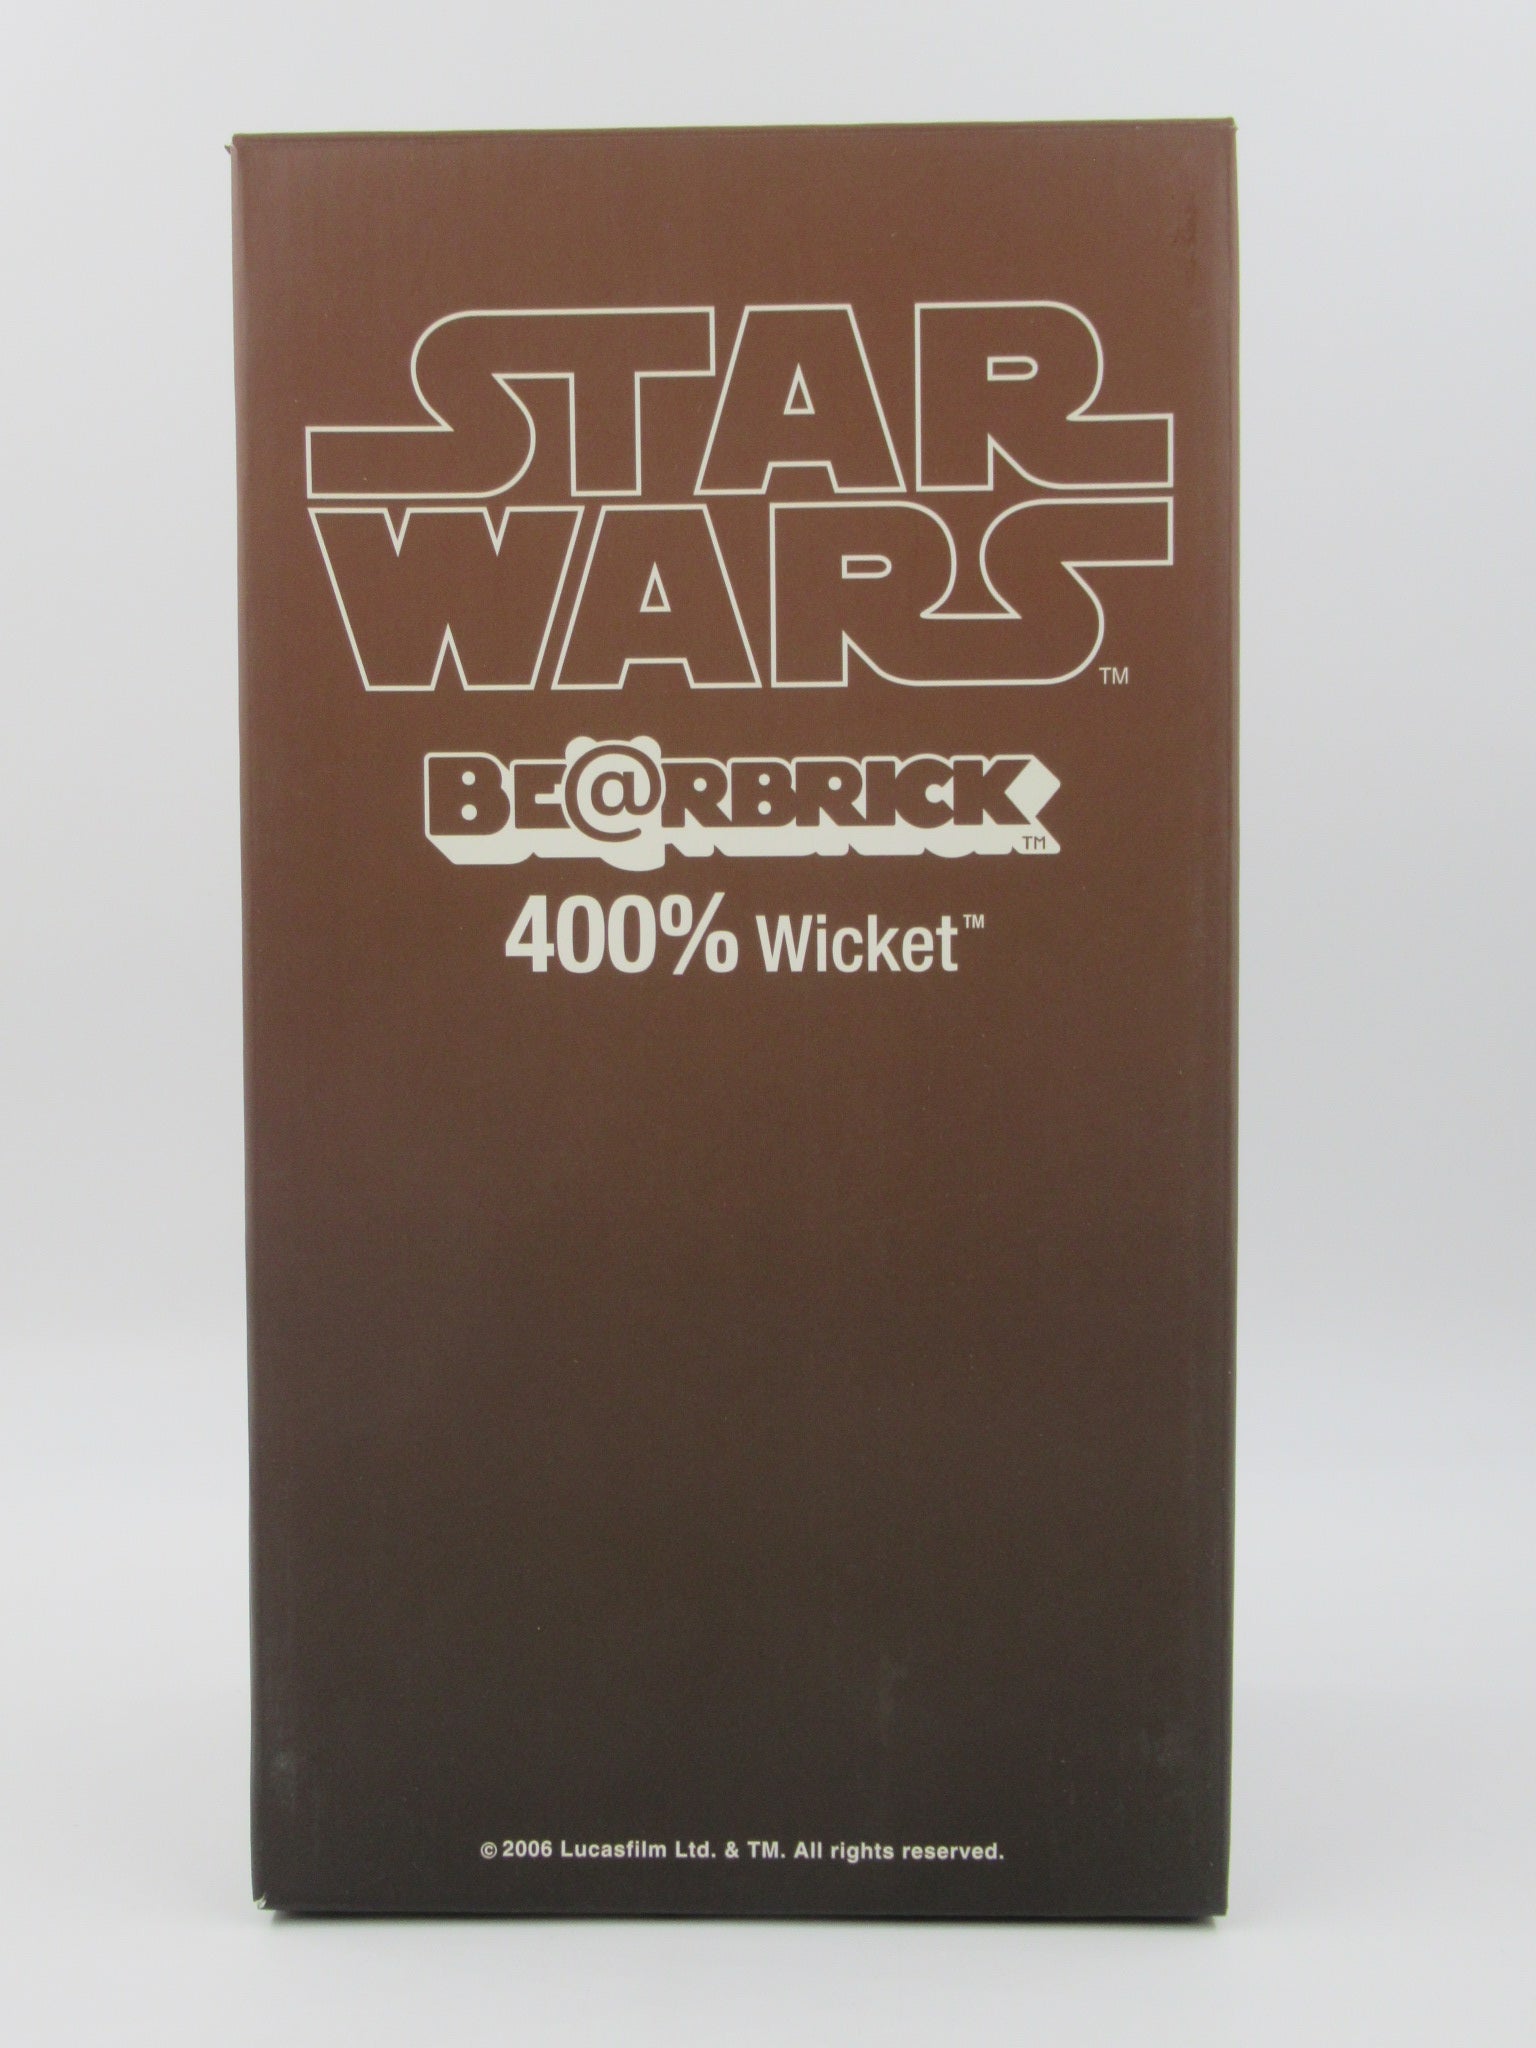 STAR
WARS™
BE@RBRICK™
400% Wicket™
© 2006 Lucasfilm Ltd. & TM. All rights reserved.